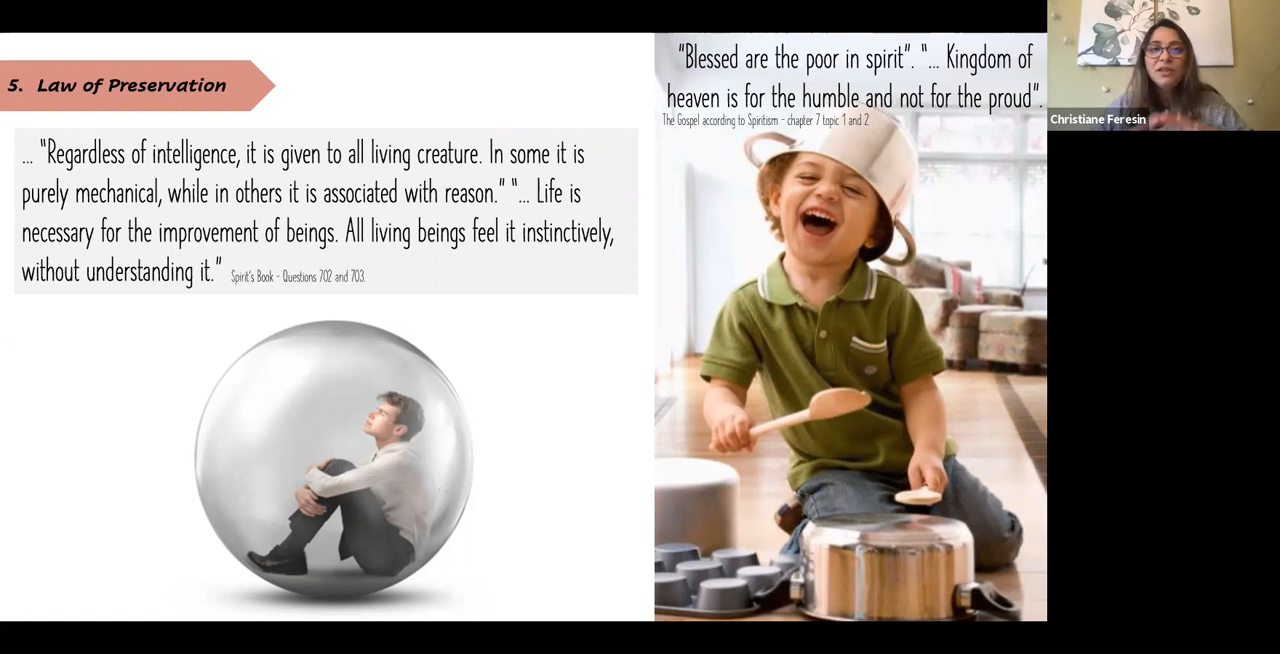 5. Law of Preservation
... "Regardless of intelligence, it is given to all living creature. In some it is
purely mechanical, while in others it is associated with reason." "... Life is
necessary for the improvement of beings. All living beings feel it instinctively,
without understanding it." Spirit's Book - Questions 702 and 703.
"Blessed are the poor in spirit". "... Kingdom of
heaven is for the humble and not for the proud".
The Gospel according to Spiritism - chapter 7 topic 1 and 2
Christiane Feresin